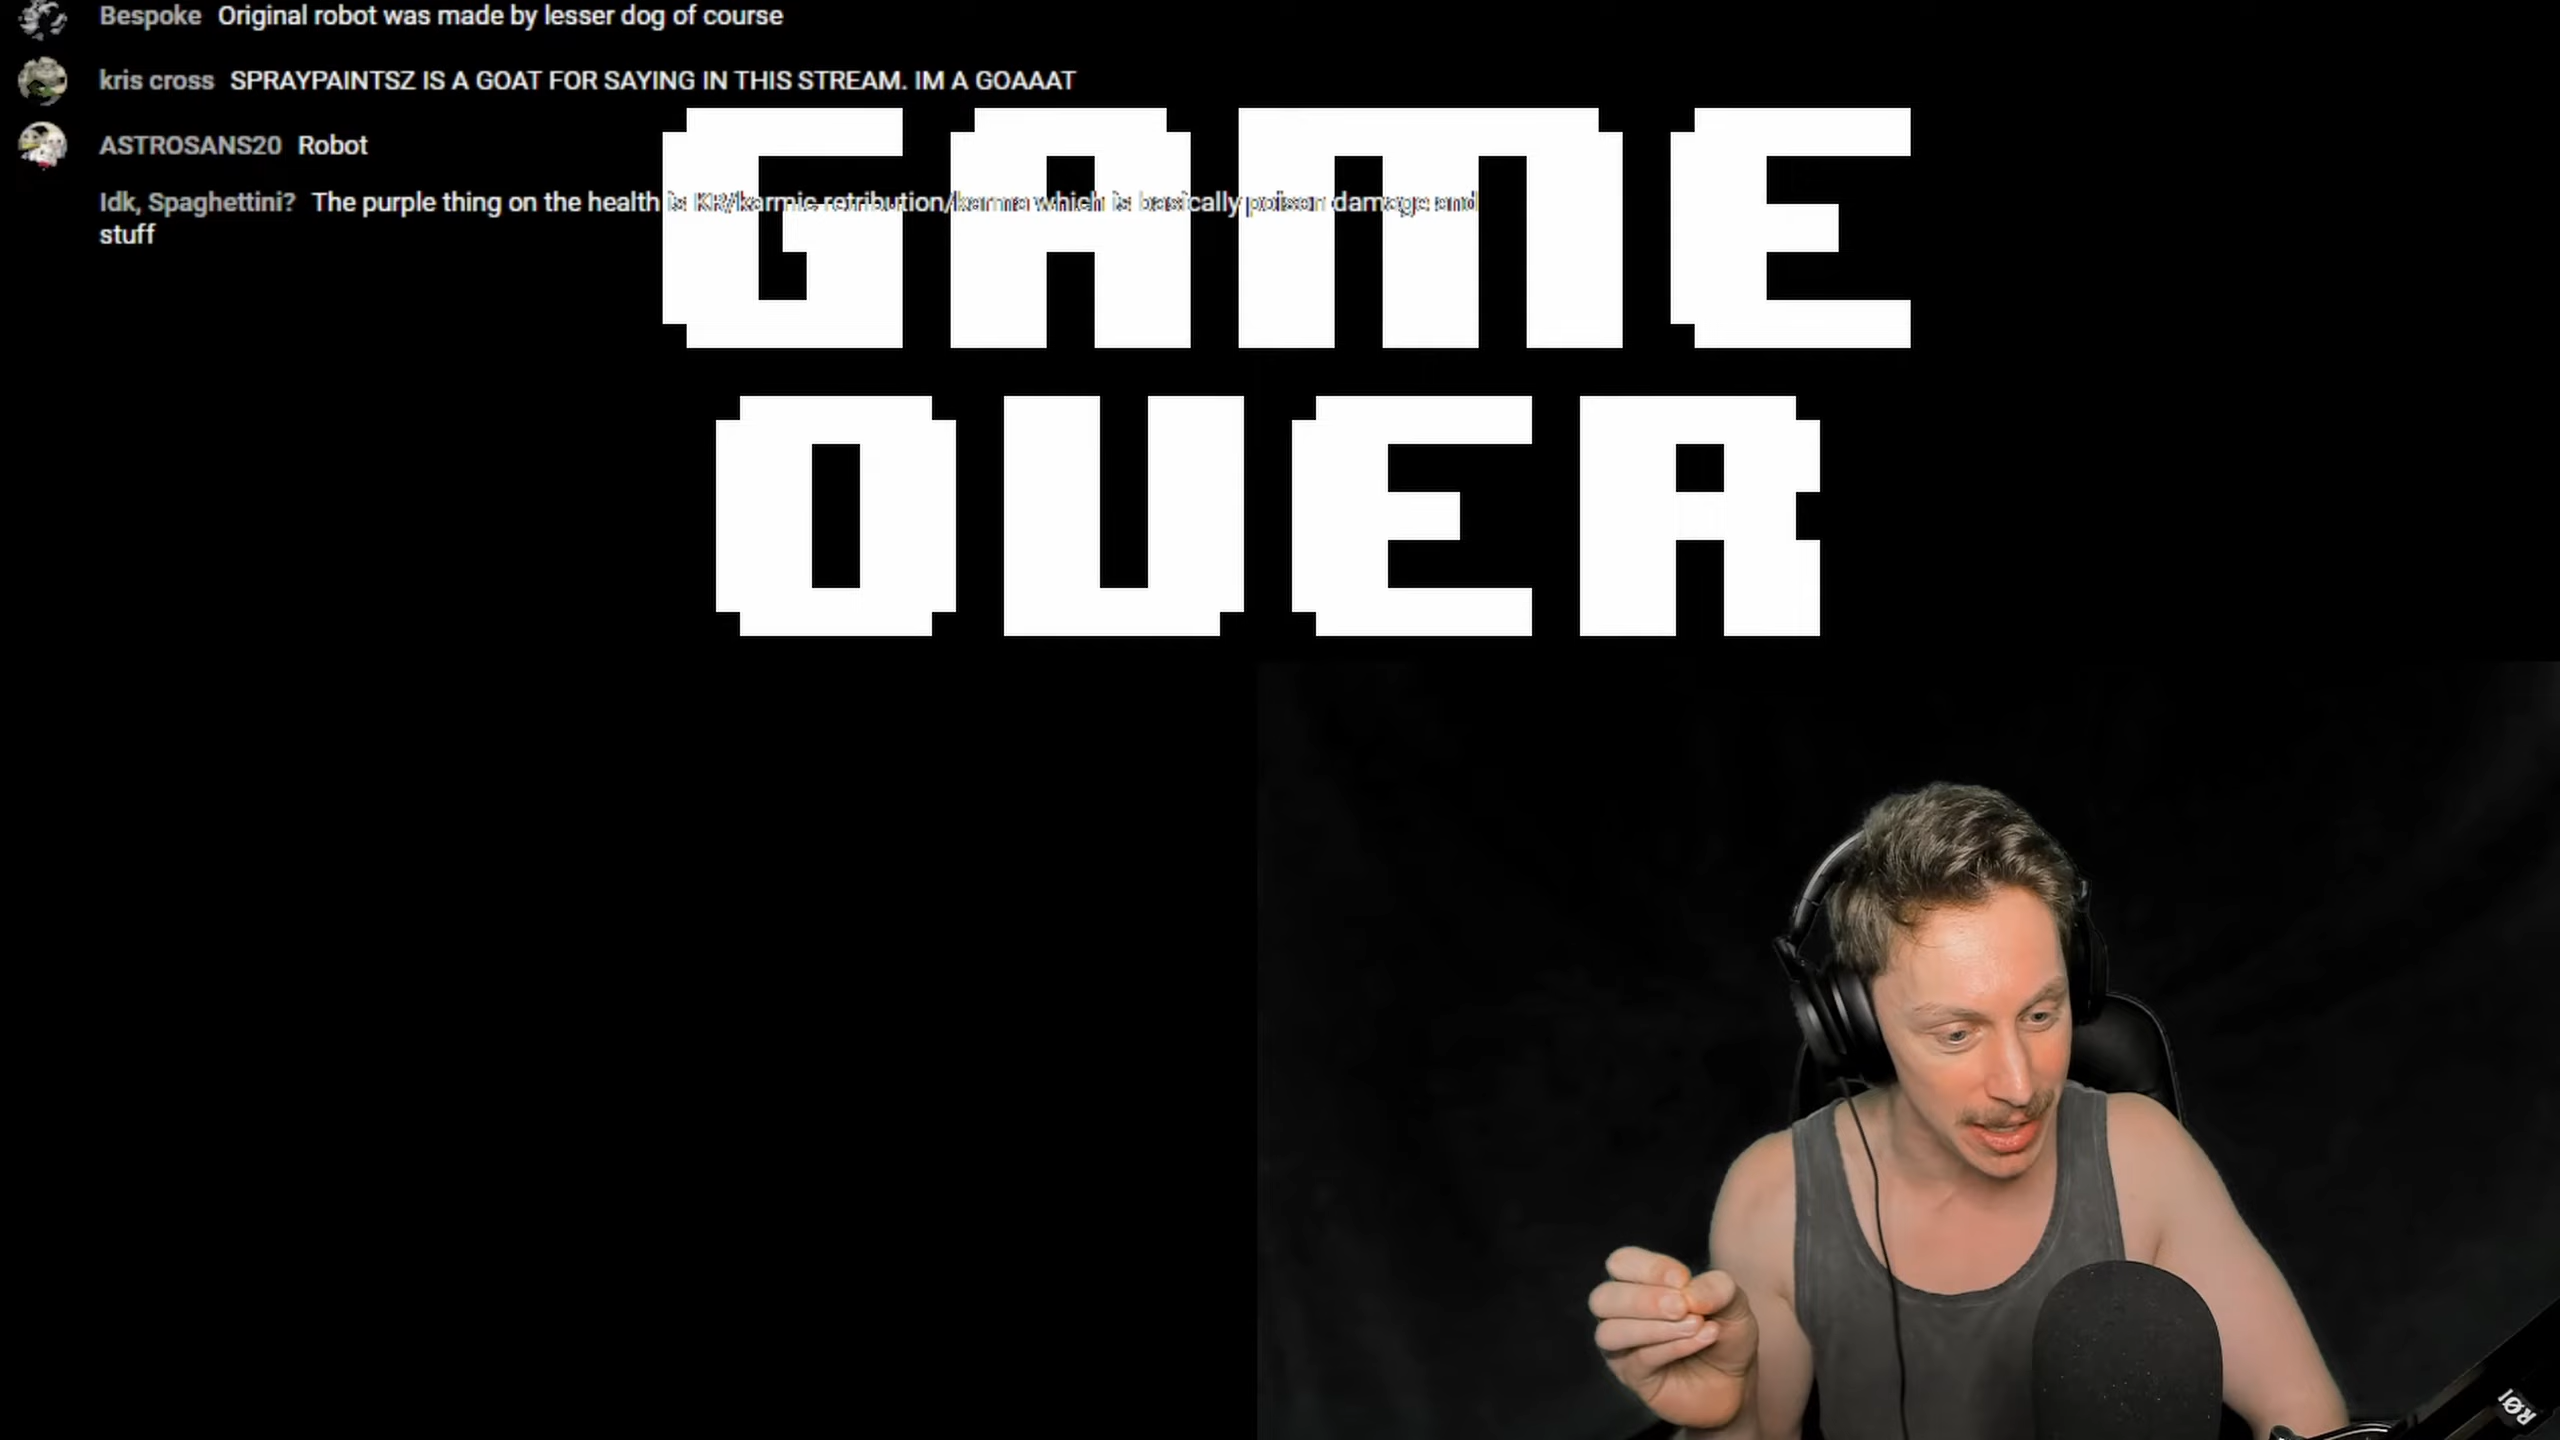 Bespoke Original robot was made by lesser dog of course
kris cross SPRAYPAINTSZ IS A GOAT FOR SAYING IN THIS STREAM. IM A GOAAAT
ASTROSANS20 Robot
Idk, Spaghettini? The purple thing on the health is KR/karmic retribution/karma which is basically poison damage and
stuff
GAME
OVER
RØ